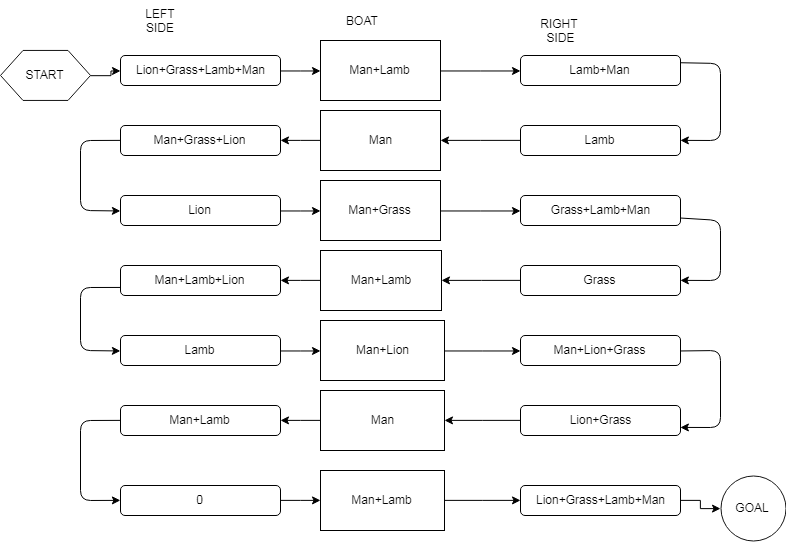 LEFT
SIDE
BOAT
RIGHT
SIDE
START
Lion+Grass+Lamb+Man
Man+Lamb
Lamb+Man
Man+Grass+Lion
Man
Lamb
Lion
Man+Grass
Grass+Lamb+Man
Man+Lamb+Lion
Man+Lamb
Grass
Lamb
Man+Lion
Man+Lion+Grass
Man+Lamb
Man
Lion+Grass
0
Man+Lamb
Lion+Grass+Lamb+Man
GOAL